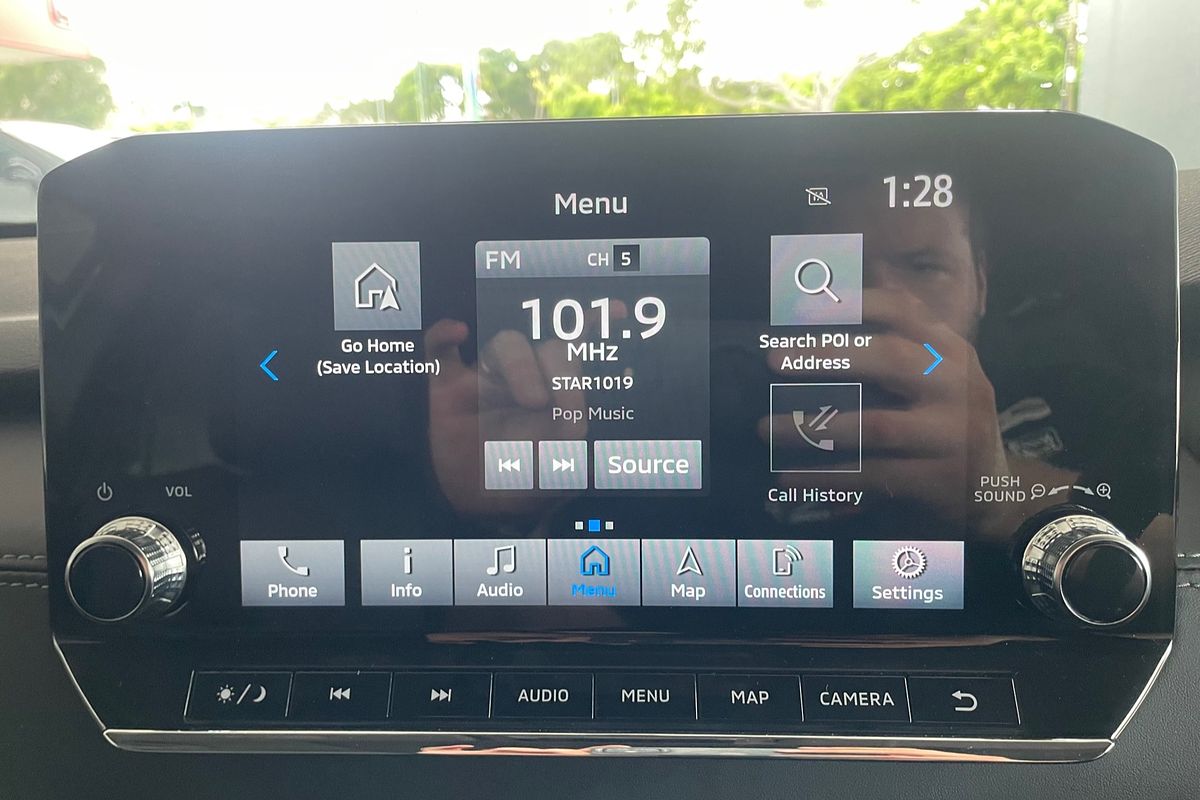 Menu
TA
1:28
Go Home
(Save Location)
FM
CH 5
101.9
MHz
STAR1019
Pop Music
Source
Search POI or
Address
Call History
VOL
PUSH
SOUND
Phone
Info
Audio
Menu
Map
Connections
Settings
AUDIO
MENU
MAP
CAMERA